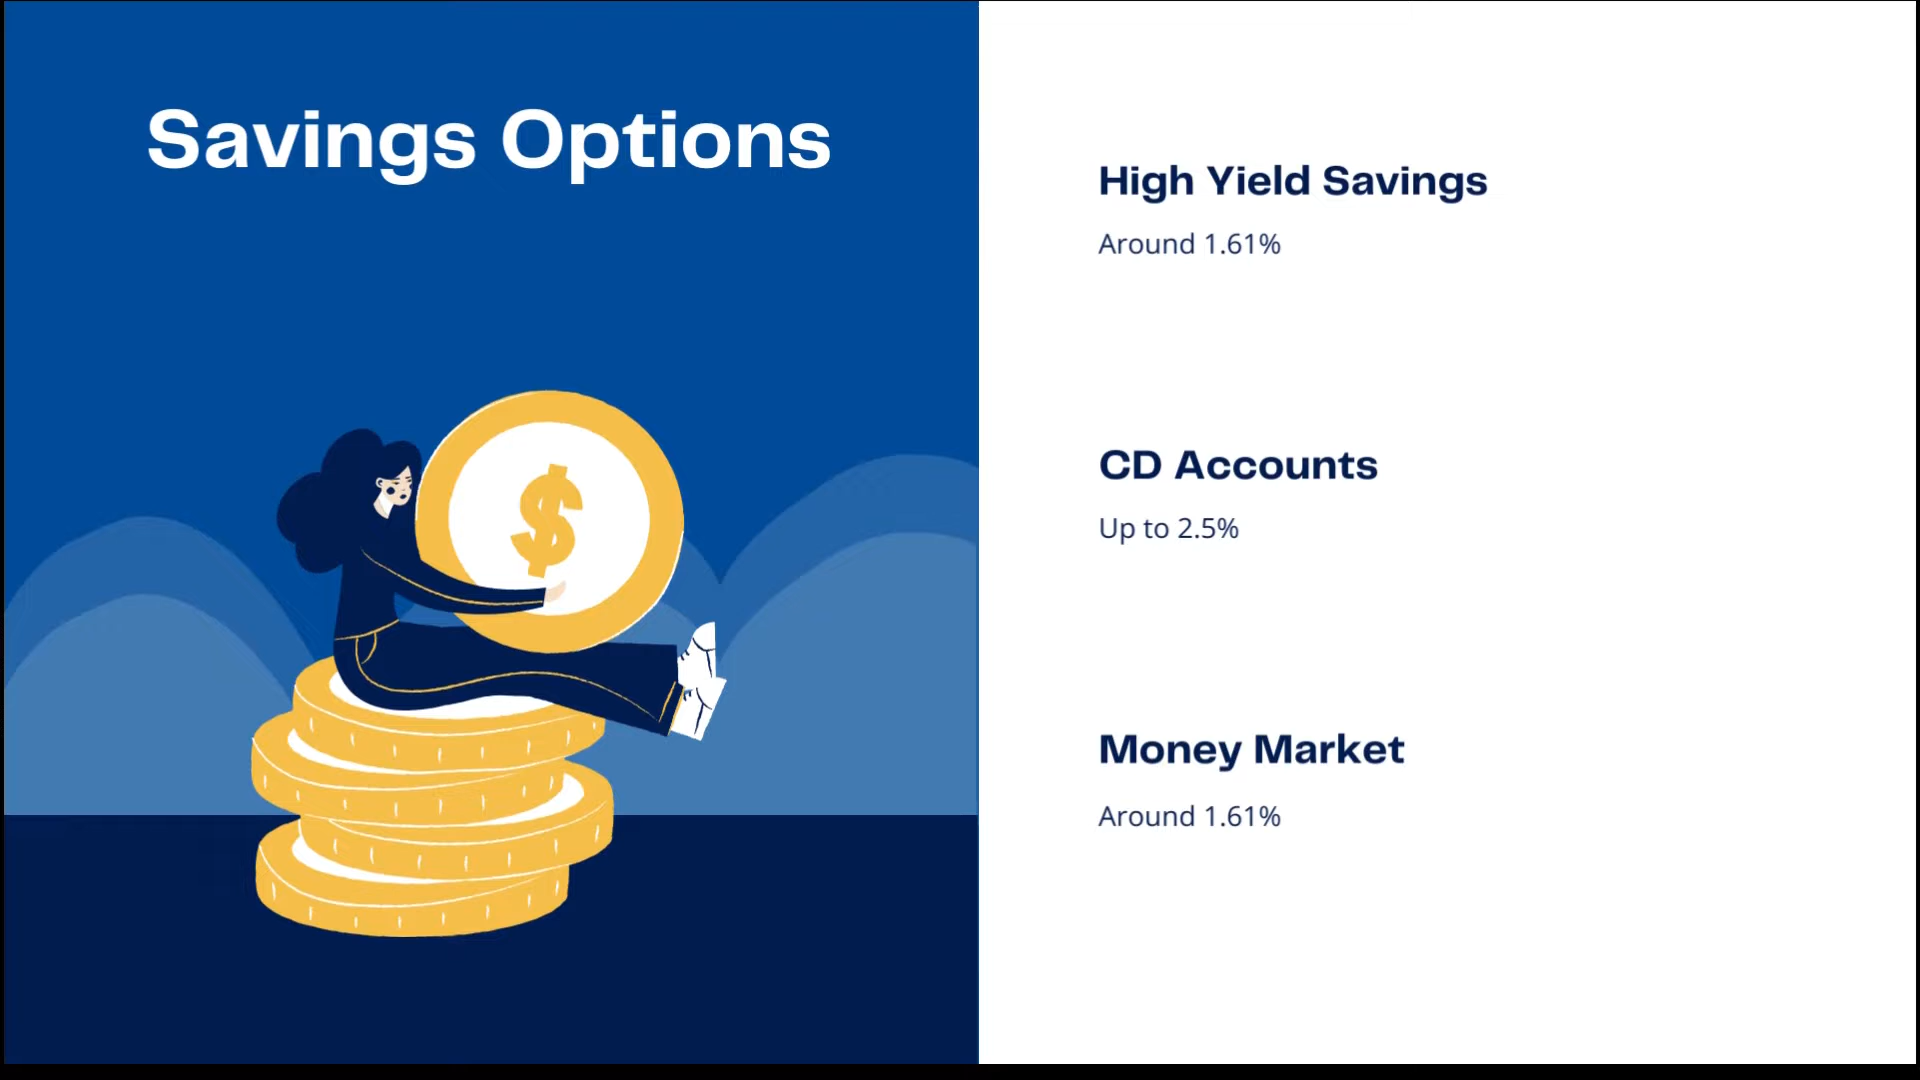 Savings Options
High Yield Savings
Around 1.61%
CD Accounts
Up to 2.5%
Money Market
Around 1.61%